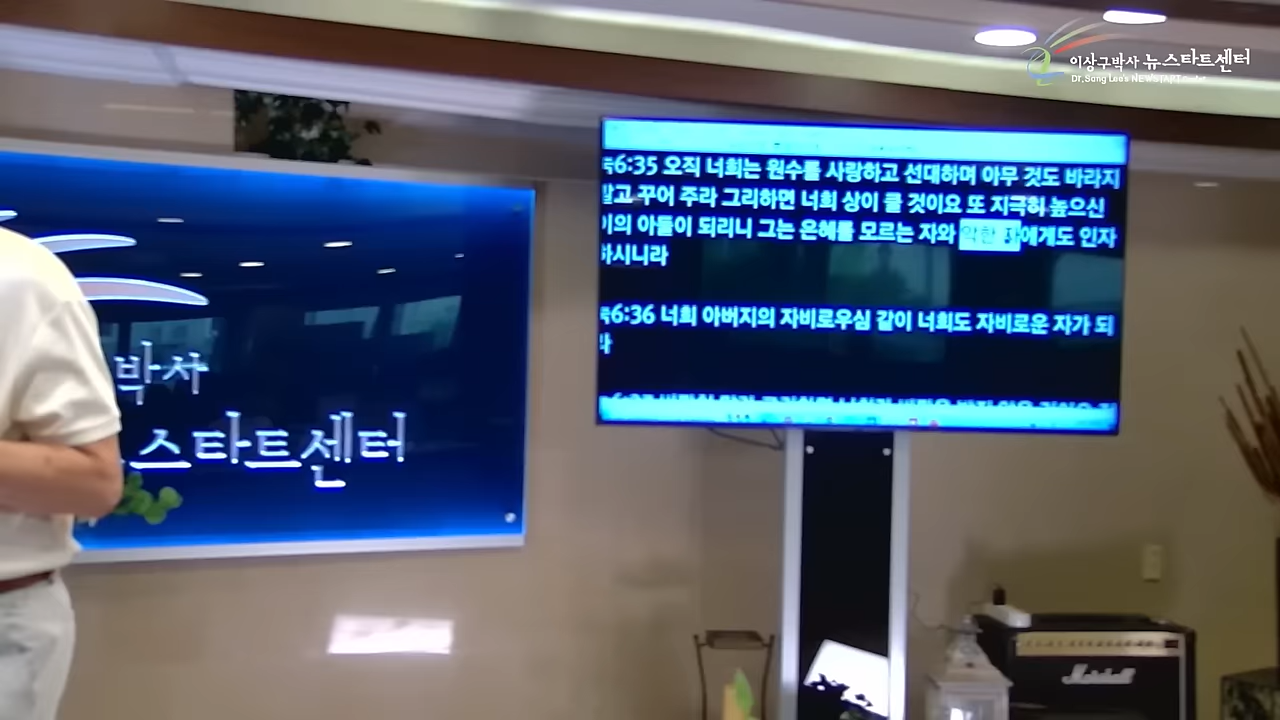 이상구박사 뉴스타트센터
Dr. Sang Lee's NEWSTART Center
6:35 오직 너희는 원수를 사랑하고 선대하며 아무 것도 바라지
말고 꾸어 주라 그리하면 너희 상이 클 것이요 또 지극히 높으신
이의 아들이 되리니 그는 은혜를 모르는 자와 악한 자에게도 인자
하시니라
6:36 너희 아버지의 자비로우심 같이 너희도 자비로운 자가 되
라
박사
스타트센터
Marshall